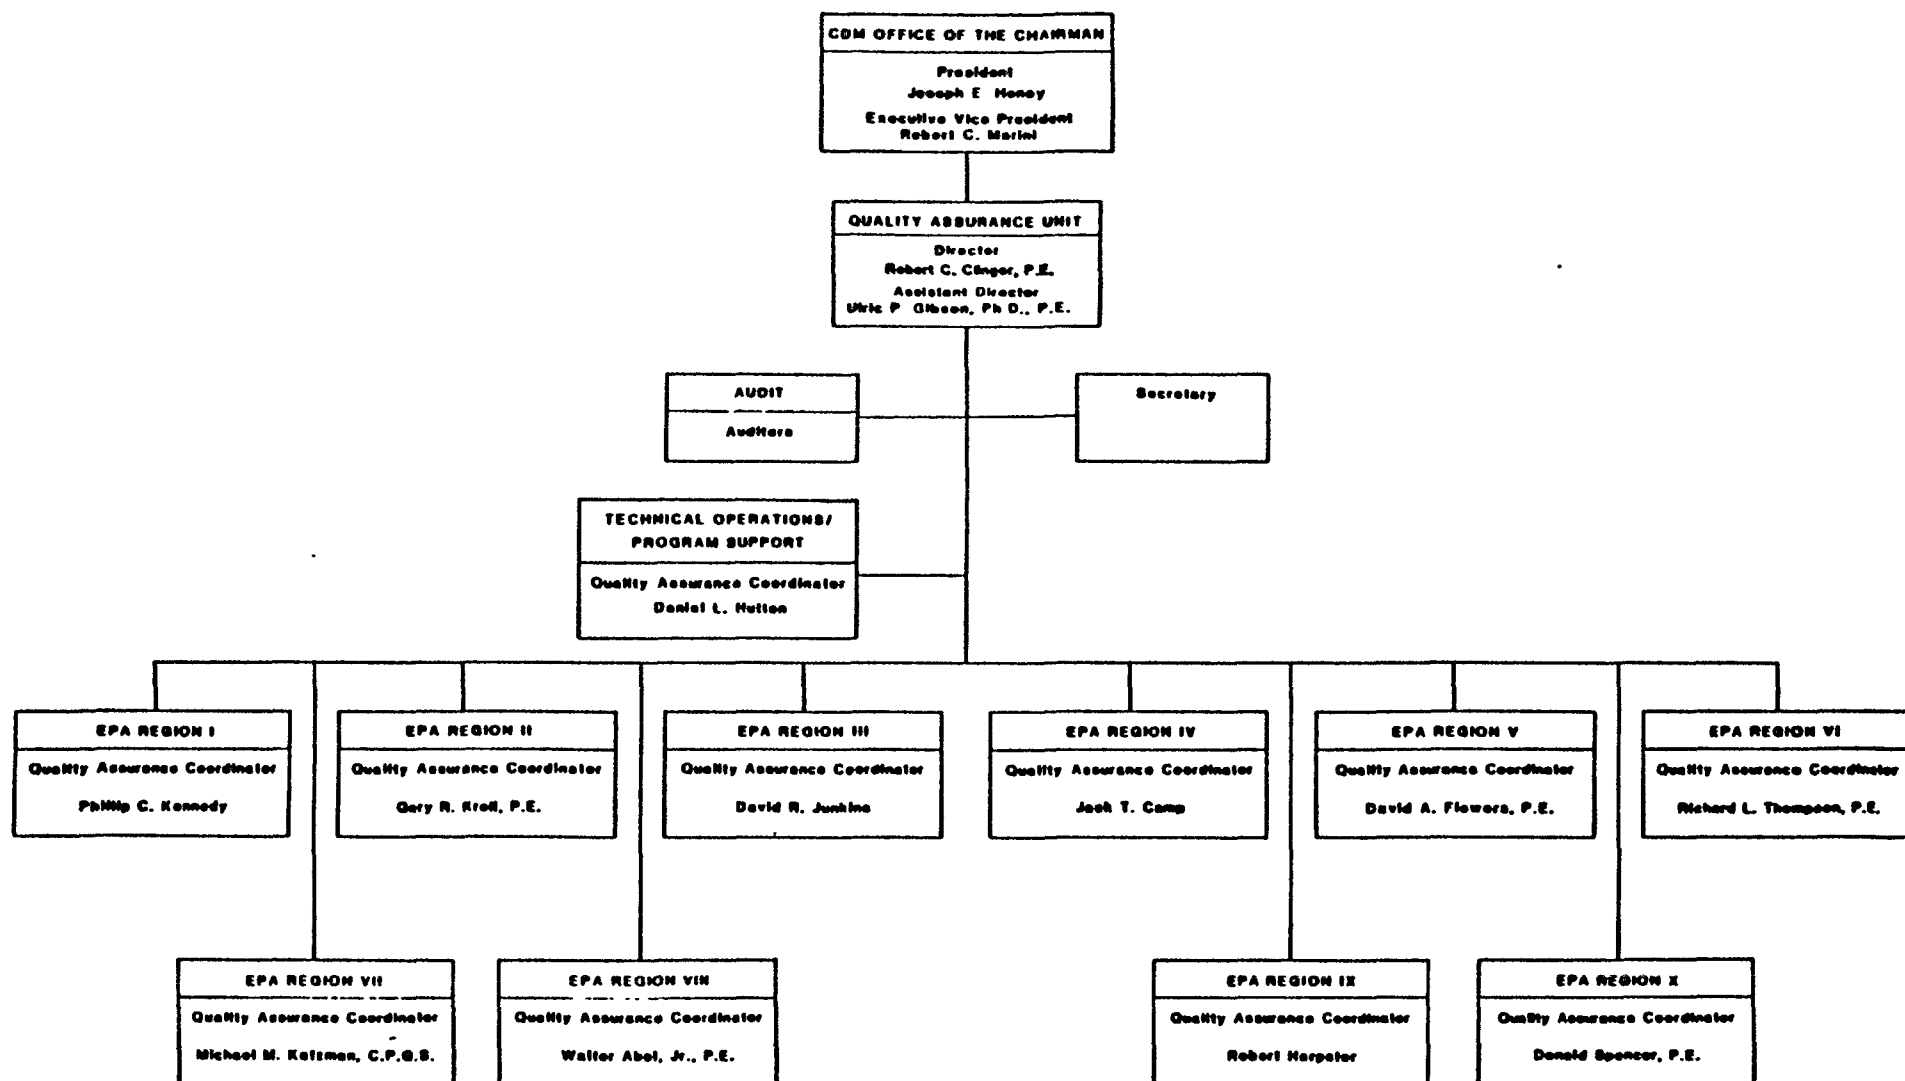 CDM OFFICE OF THE CHAIRMAN
President
Joseph E Heney
Executive Vice President
Robert C. Marini
QUALITY ASSURANCE UNIT
Director
Robert C. Clinger, P.E.
Assistant Director
Ulric P Gibson, Ph D., P.E.
AUDIT
Auditors
Secretary
TECHNICAL OPERATIONS/
PROGRAM SUPPORT
Quality Assurance Coordinator
Daniel L. Hutton
EPA REGION I
Quality Assurance Coordinator
Phillip C. Kennedy
EPA REGION II
Quality Assurance Coordinator
Gary R. Kroll, P.E.
EPA REGION III
Quality Assurance Coordinator
David R. Junkins
EPA REGION IV
Quality Assurance Coordinator
Jack T. Camp
EPA REGION V
Quality Assurance Coordinator
David A. Flowers, P.E.
EPA REGION VI
Quality Assurance Coordinator
Richard L. Thompson, P.E.
EPA REGION VII
Quality Assurance Coordinator
Michael M. Katzman, C.P.G.S.
EPA REGION VIII
Quality Assurance Coordinator
Walter Abel, Jr., P.E.
EPA REGION IX
Quality Assurance Coordinator
Robert Harpster
EPA REGION X
Quality Assurance Coordinator
Donald Spencer, P.E.